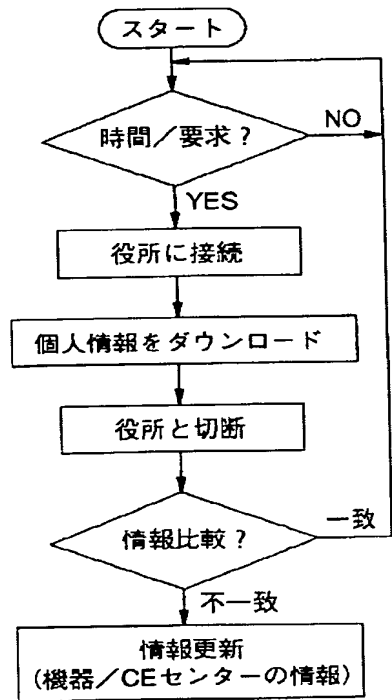 スタート
時間／要求？
NO
YES
役所に接続
個人情報をダウンロード
役所と切断
情報比較？
一致
不一致
情報更新
(機器／CEセンターの情報)